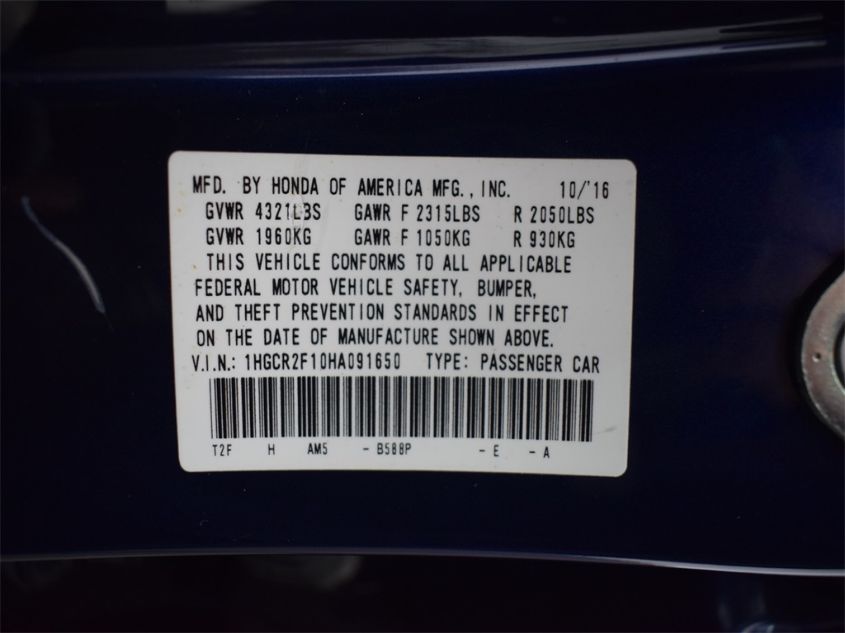 MFD. BY HONDA OF AMERICA MFG., INC. 10/'16
GVWR 4321LBS GAWR F 2315LBS R 2050LBS
GVWR 1960KG GAWR F 1050KG R 930KG
THIS VEHICLE CONFORMS TO ALL APPLICABLE
FEDERAL MOTOR VEHICLE SAFETY, BUMPER,
AND THEFT PREVENTION STANDARDS IN EFFECT
ON THE DATE OF MANUFACTURE SHOWN ABOVE.
V.I.N.: 1HGCR2F10HA091650 TYPE: PASSENGER CAR
T2F H AM5 - B588P - E - A